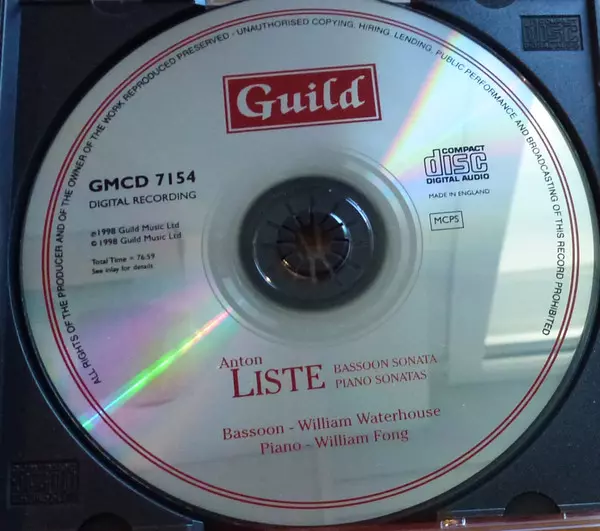 ALL RIGHTS OF THE PRODUCER AND OF THE OWNER OF THE WORK REPRODUCED RESERVED - UNAUTHORISED COPYING, HIRING, LENDING, PUBLIC PERFORMANCE AND BROADCASTING OF THIS RECORD PROHIBITED
Guild
GMCD 7154
DIGITAL RECORDING
℗1998 Guild Music Ltd
©1998 Guild Music Ltd
Total Time = 76:59
See inlay for details
COMPACT
disc
DIGITAL AUDIO
MADE IN ENGLAND
MCPS
Anton
LISTE
BASSOON SONATA
PIANO SONATAS
Bassoon - William Waterhouse
Piano - William Fong